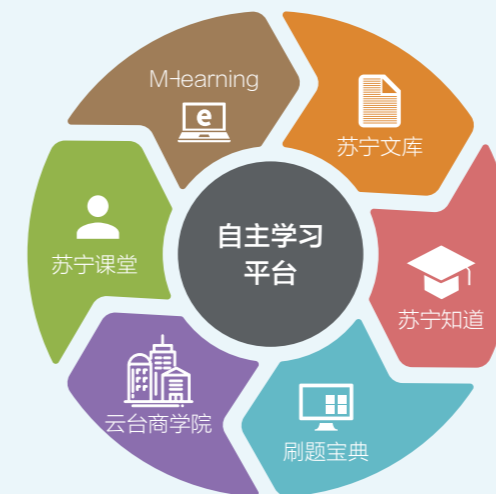 M-learning
苏宁文库
苏宁课堂
自主学习
平台
苏宁知道
云台商学院
刷题宝典